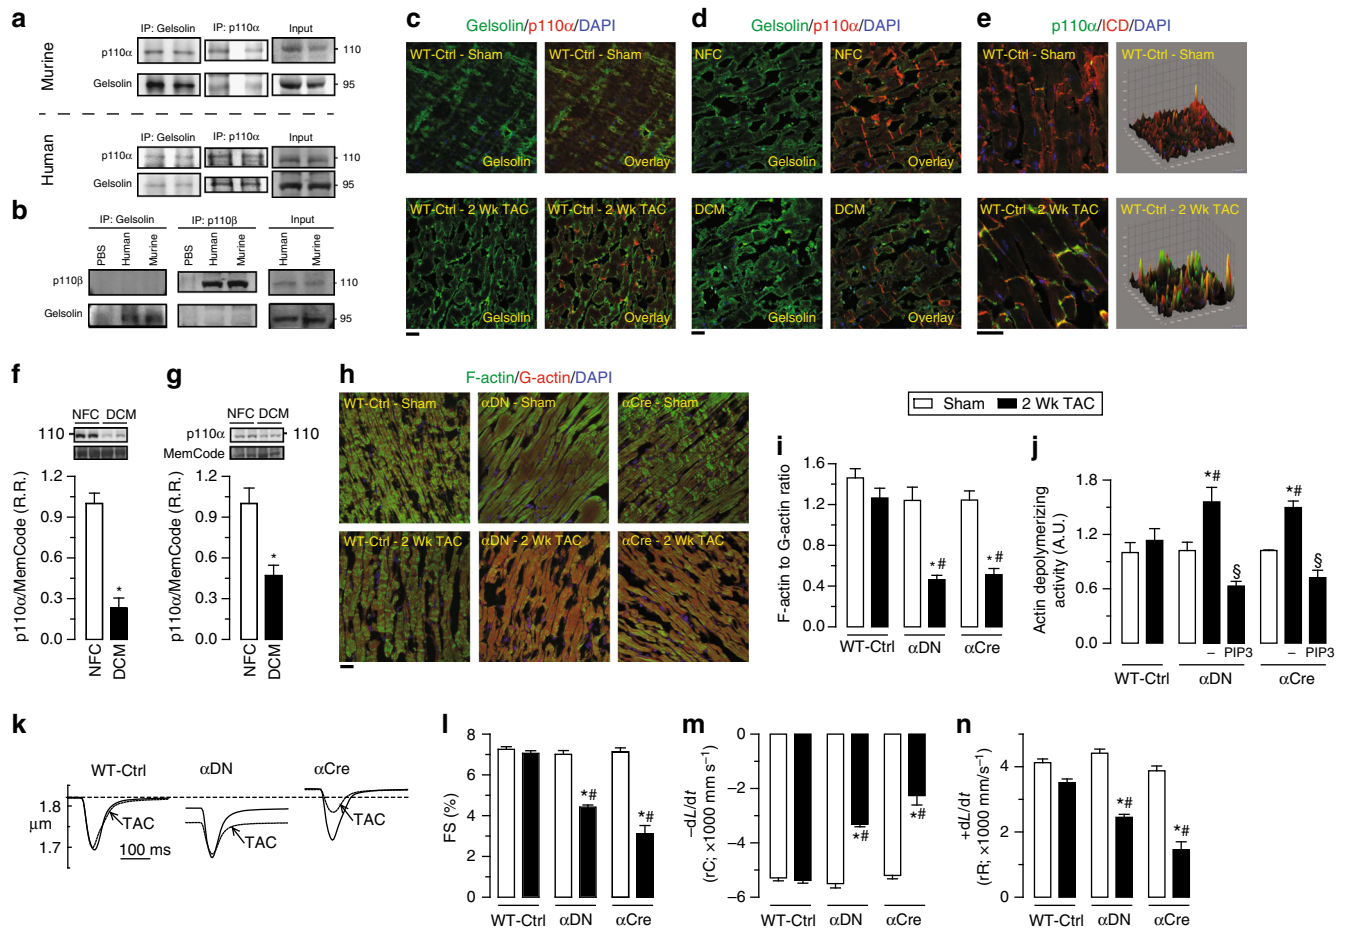 a
IP: Gelsolin IP: p110α Input
Murine
p110α 110
Gelsolin 95
Human
IP: Gelsolin IP: p110α Input
p110α 110
Gelsolin 95
b
IP: Gelsolin IP: p110β Input
PBS Human Murine PBS Human Murine Human Murine
p110β 110
Gelsolin 95
c
Gelsolin/p110α/DAPI
WT-Ctrl - Sham WT-Ctrl - Sham
Gelsolin Overlay
WT-Ctrl - 2 Wk TAC WT-Ctrl - 2 Wk TAC
Gelsolin Overlay
d
Gelsolin/p110α/DAPI
NFC NFC
Gelsolin Overlay
DCM DCM
Gelsolin Overlay
e
p110α/ICD/DAPI
WT-Ctrl - Sham WT-Ctrl - Sham
WT-Ctrl - 2 Wk TAC WT-Ctrl - 2 Wk TAC
f
NFC DCM
110
p110α/MemCode (R.R.)
1.2
0.9
0.6
0.3
0.0
*
NFC DCM
g
NFC DCM
p110α 110
MemCode
p110α/MemCode (R.R.)
1.2
0.9
0.6
0.3
0.0
*
NFC DCM
h
F-actin/G-actin/DAPI
WT-Ctrl - Sham αDN - Sham αCre - Sham
WT-Ctrl - 2 Wk TAC αDN - 2 Wk TAC αCre - 2 Wk TAC
Sham 2 Wk TAC
i
F-actin to G-actin ratio
1.6
1.2
0.8
0.4
0.0
*# *#
WT-Ctrl αDN αCre
j
Actin depolymerizing
activity (A.U.)
1.8
1.2
0.6
0.0
*# § *# §
– PIP3 – PIP3
WT-Ctrl αDN αCre
k
WT-Ctrl αDN αCre
1.8
μm
1.7
TAC TAC TAC
100 ms
l
FS (%)
8
6
4
2
0
*# *#
WT-Ctrl αDN αCre
m
–dL/dt
(rC; ×1000 mm s⁻¹)
0
–2
–4
–6
*# *#
WT-Ctrl αDN αCre
n
+dL/dt
(rR; ×1000 mm/s⁻¹)
6
4
2
0
*# *#
WT-Ctrl αDN αCre